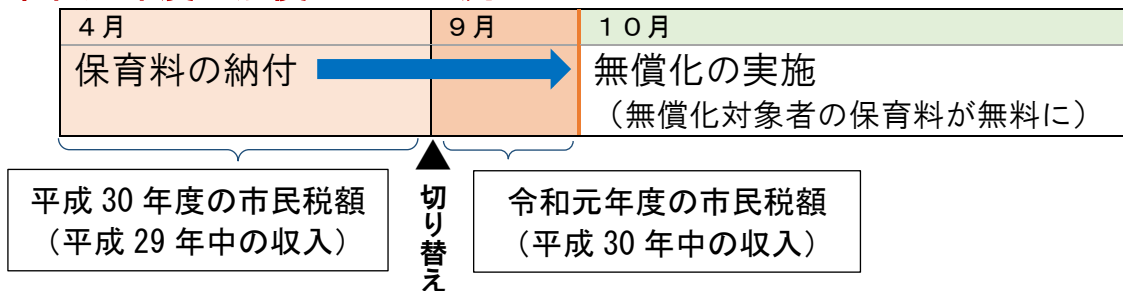 ４月
９月
１０月
保育料の納付
無償化の実施
（無償化対象者の保育料が無料に）
平成 30 年度の市民税額
（平成 29 年中の収入）
切り替え
令和元年度の市民税額
（平成 30 年中の収入）